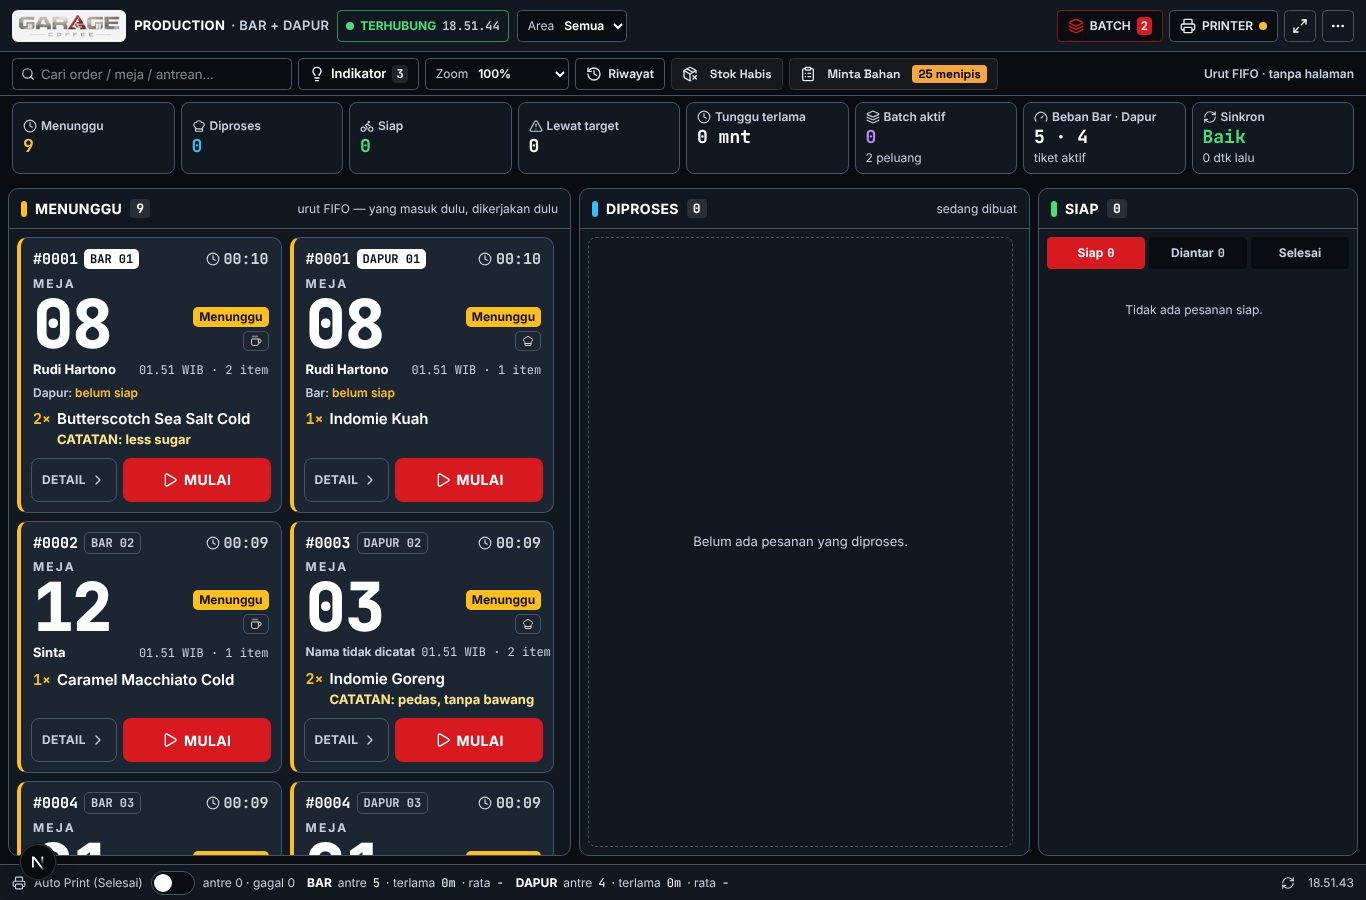 GARAGE COFFEE PRODUCTION · BAR + DAPUR TERHUBUNG 18.51.44 Area Semua BATCH 2 PRINTER
Cari order / meja / antrean... Indikator 3 Zoom 100% Riwayat Stok Habis Minta Bahan 25 menipis Urut FIFO · tanpa halaman
Menunggu
9
Diproses
0
Siap
0
Lewat target
0
Tunggu terlama
0 mnt
Batch aktif
0
2 peluang
Beban Bar · Dapur
5 · 4
tiket aktif
Sinkron
Baik
0 dtk lalu
MENUNGGU 9 urut FIFO — yang masuk dulu, dikerjakan dulu
#0001 BAR 01 00:10
MEJA
08
Menunggu
Rudi Hartono 01.51 WIB · 2 item
Dapur: belum siap
2× Butterscotch Sea Salt Cold
CATATAN: less sugar
DETAIL MULAI
#0001 DAPUR 01 00:10
MEJA
08
Menunggu
Rudi Hartono 01.51 WIB · 1 item
Bar: belum siap
1× Indomie Kuah
DETAIL MULAI
#0002 BAR 02 00:09
MEJA
12
Menunggu
Sinta 01.51 WIB · 1 item
1× Caramel Macchiato Cold
DETAIL MULAI
#0003 DAPUR 02 00:09
MEJA
03
Menunggu
Nama tidak dicatat 01.51 WIB · 2 item
2× Indomie Goreng
CATATAN: pedas, tanpa bawang
DETAIL MULAI
#0004 BAR 03 00:09
MEJA
#0004 DAPUR 03 00:09
MEJA
DIPROSES 0 sedang dibuat
Belum ada pesanan yang diproses.
SIAP 0
Siap 0 Diantar 0 Selesai
Tidak ada pesanan siap.
N
Auto Print (Selesai) antre 0 · gagal 0 BAR antre 5 · terlama 0m · rata - DAPUR antre 4 · terlama 0m · rata - 18.51.43